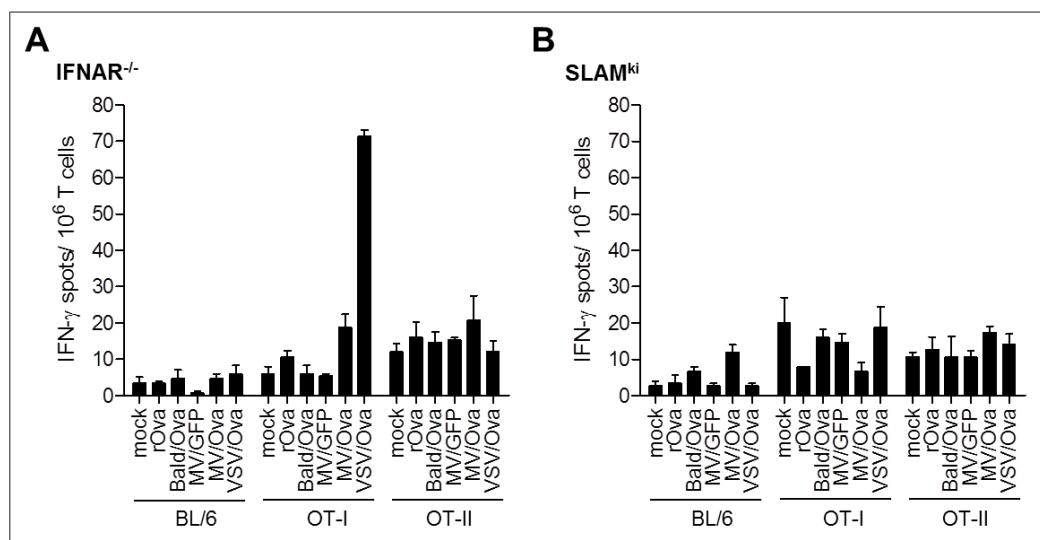 A
IFNAR-/-
IFN-γ spots/ 10⁶ T cells
80
70
60
50
40
30
20
10
0
mock
rOva
Bald/Ova
MV/GFP
MV/Ova
VSV/Ova
mock
rOva
Bald/Ova
MV/GFP
MV/Ova
VSV/Ova
mock
rOva
Bald/Ova
MV/GFP
MV/Ova
VSV/Ova
BL/6
OT-I
OT-II
B
SLAMki
IFN-γ spots/ 10⁶ T cells
80
70
60
50
40
30
20
10
0
mock
rOva
Bald/Ova
MV/GFP
MV/Ova
VSV/Ova
mock
rOva
Bald/Ova
MV/GFP
MV/Ova
VSV/Ova
mock
rOva
Bald/Ova
MV/GFP
MV/Ova
VSV/Ova
BL/6
OT-I
OT-II